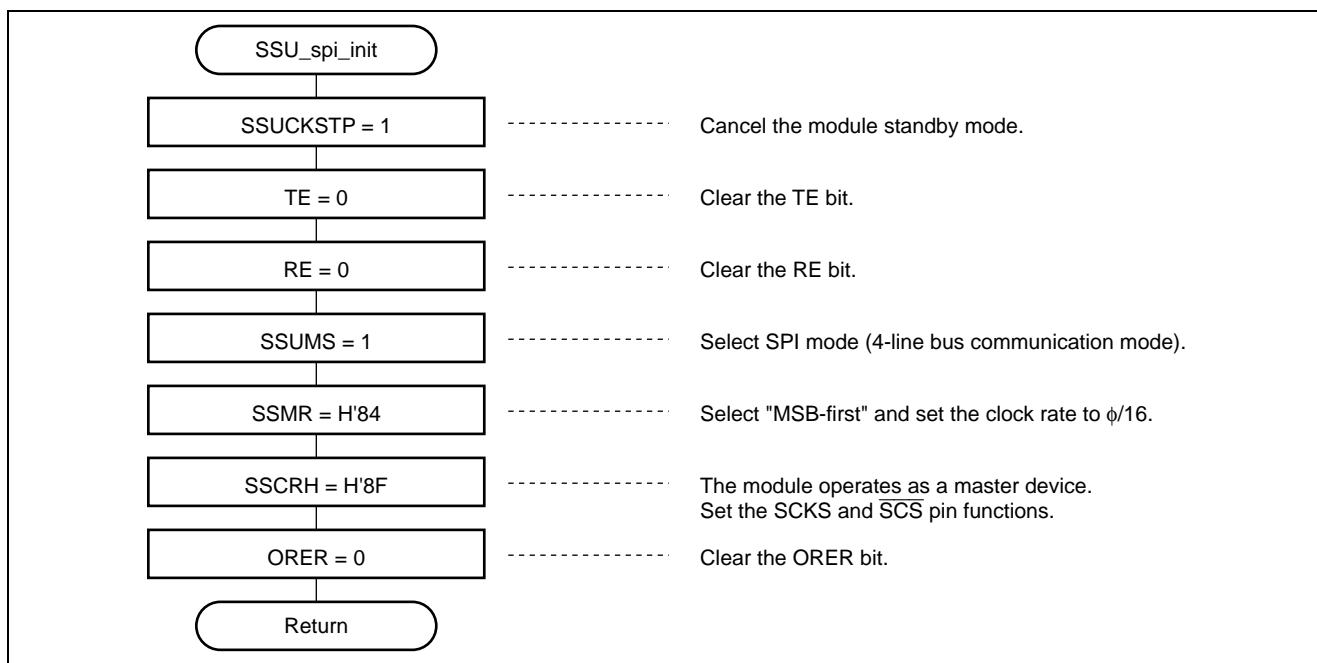 SSU_spi_init
SSUCKSTP = 1 Cancel the module standby mode.
TE = 0 Clear the TE bit.
RE = 0 Clear the RE bit.
SSUMS = 1 Select SPI mode (4-line bus communication mode).
SSMR = H'84 Select "MSB-first" and set the clock rate to ϕ/16.
SSCRH = H'8F The module operates as a master device.
Set the SCKS and S̅C̅S̅ pin functions.
ORER = 0 Clear the ORER bit.
Return